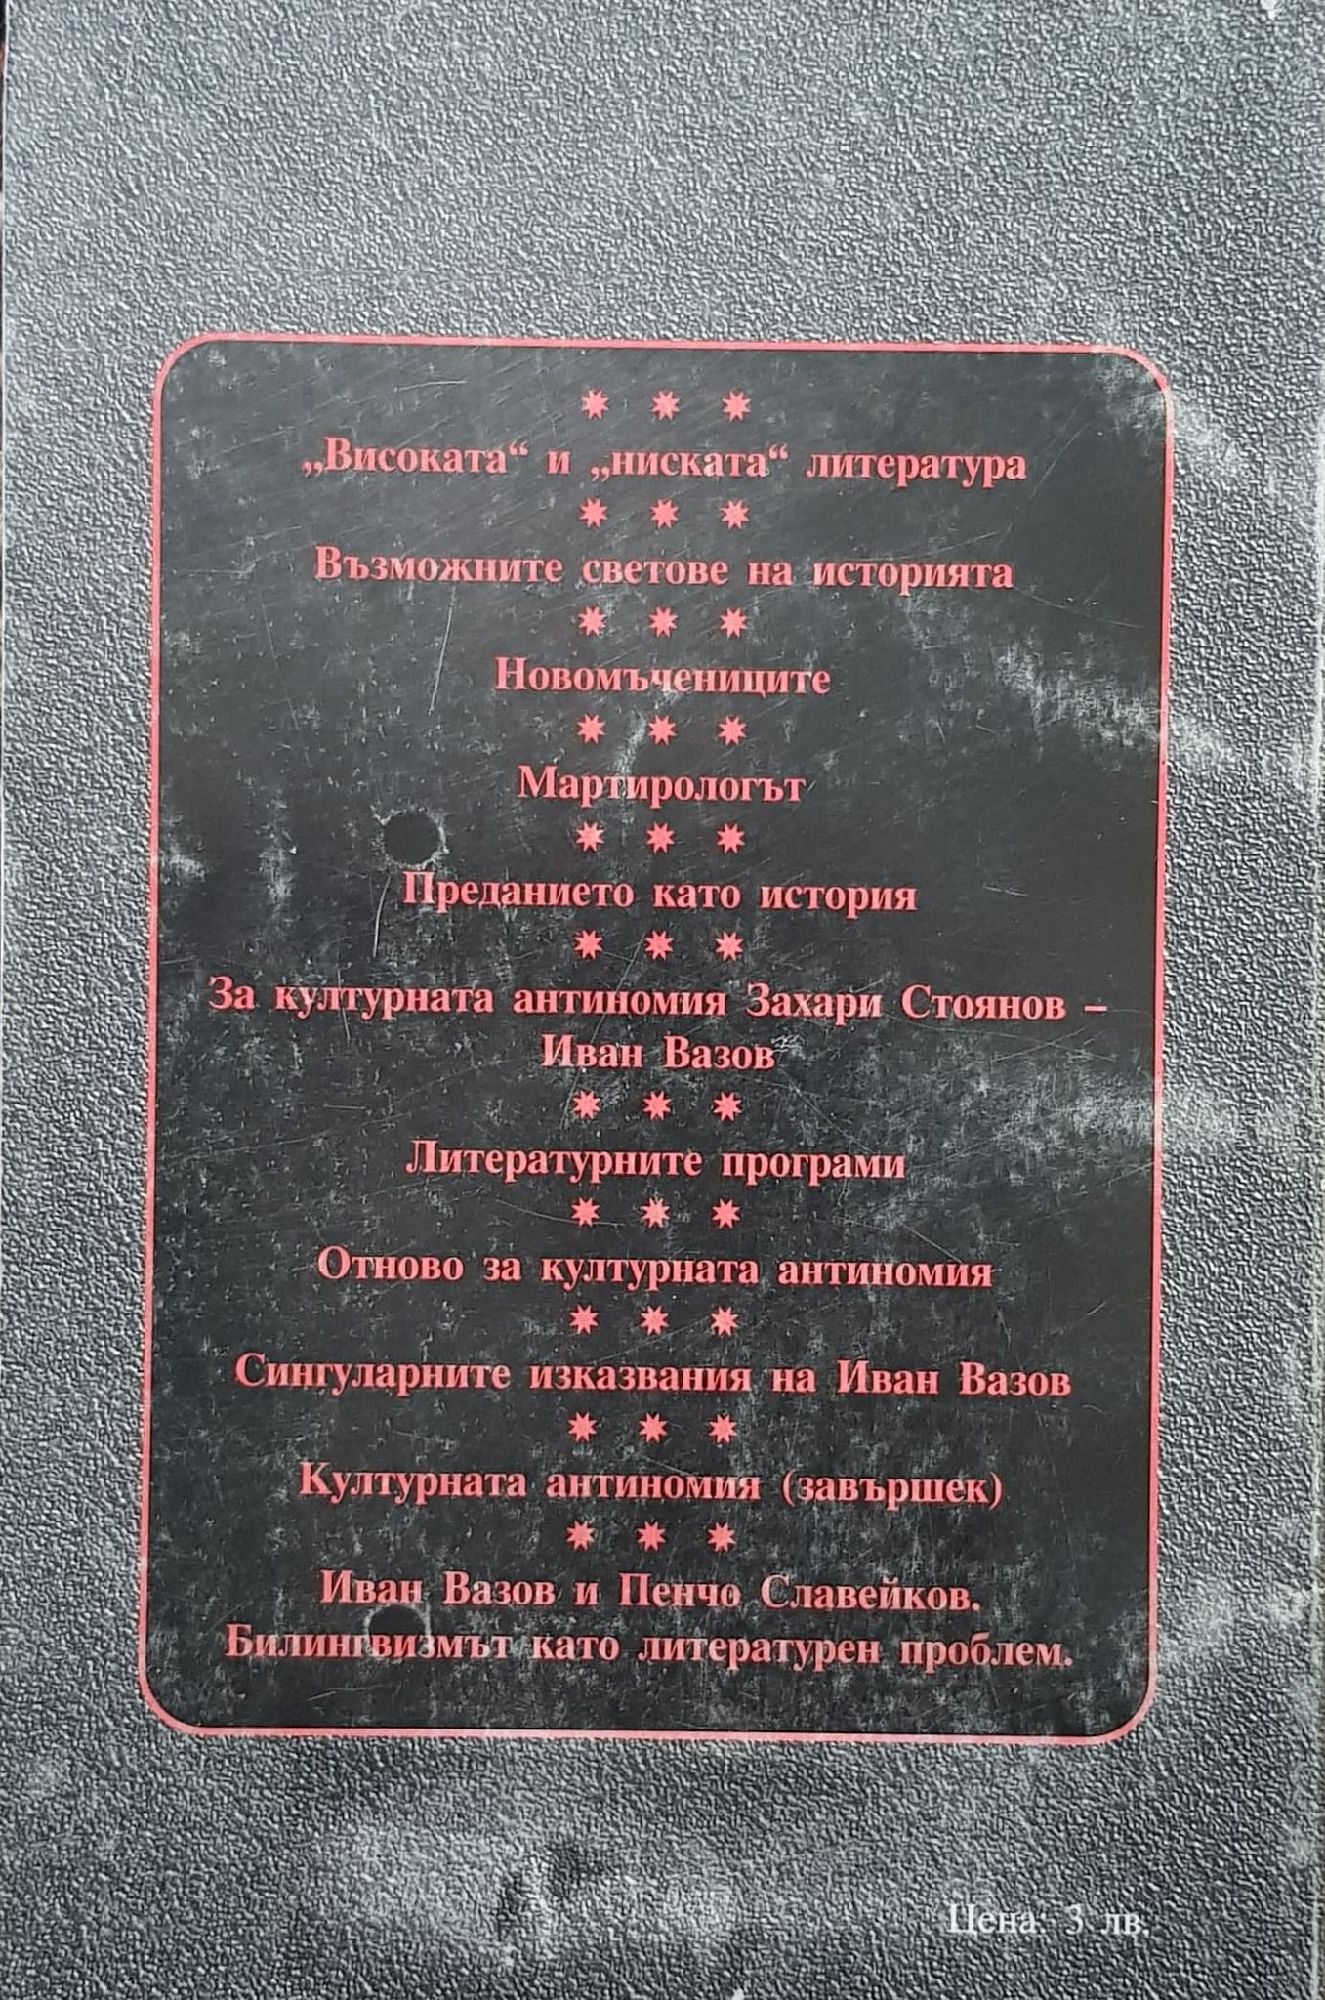 „Високата“ и „ниската“ литература
Възможните светове на историята
Новомъчениците
Мартирологът
Преданието като история
За културната антиномия Захари Стоянов –
Иван Вазов
Литературните програми
Отново за културната антиномия
Сингуларните изказвания на Иван Вазов
Културната антиномия (завършек)
Иван Вазов и Пенчо Славейков.
Билингвизмът като литературен проблем.
Цена: 3 лв.